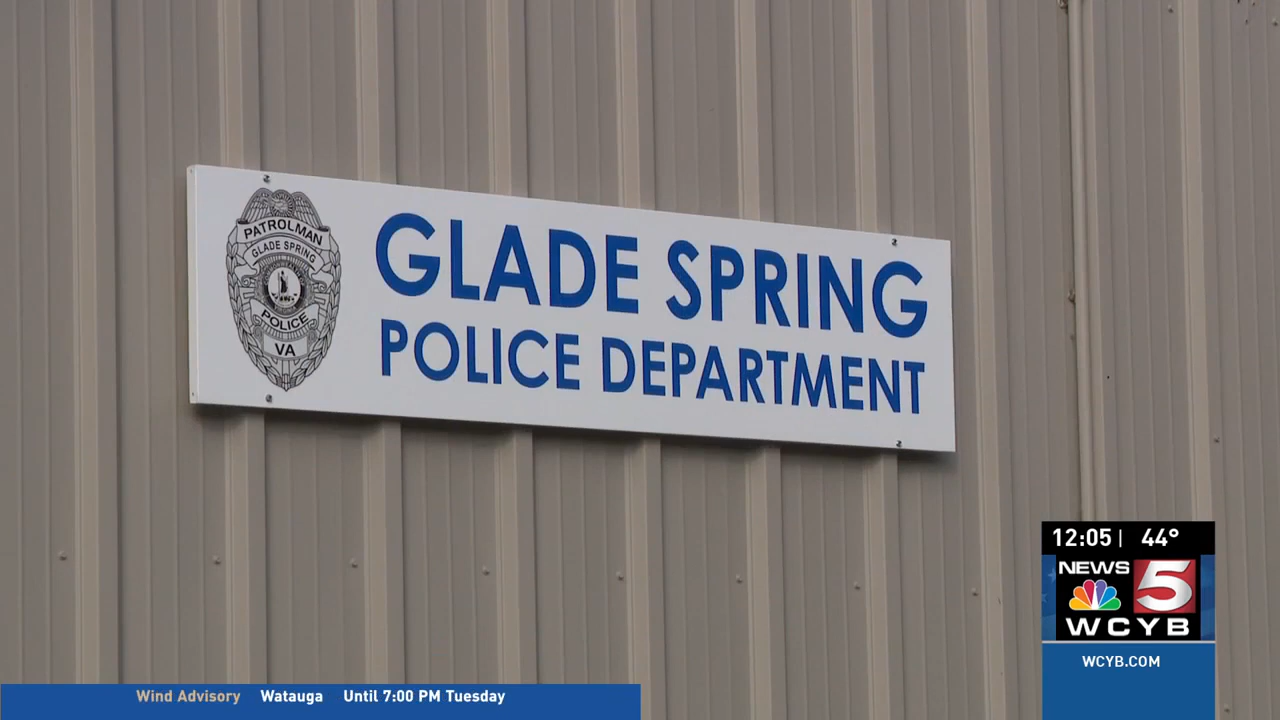 PATROLMAN
GLADE SPRING
POLICE
VA
GLADE SPRING
POLICE DEPARTMENT
12:05 | 44°
NEWS 5
WCYB
WCYB.COM
Wind Advisory Watauga Until 7:00 PM Tuesday